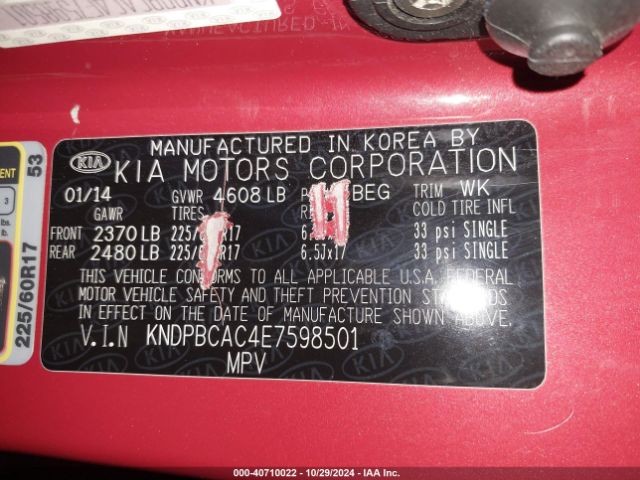 MANUFACTURED IN KOREA BY
KIA KIA MOTORS CORPORATION
01/14 GVWR 4608 LB BEG TRIM WK
GAWR TIRES COLD TIRE INFL
FRONT 2370 LB 33 psi SINGLE
REAR 2480 LB 6.5Jx17 33 psi SINGLE
THIS VEHICLE CONFORMS TO ALL APPLICABLE U.S.A. FEDERAL
MOTOR VEHICLE SAFETY AND THEFT PREVENTION STANDARDS
IN EFFECT ON THE DATE OF MANUFACTURE SHOWN ABOVE.
V.I.N KNDPBCAC4E7598501
MPV
53
3
225/60R17
000-40710022 / 10/29/2024 / IAA Inc.